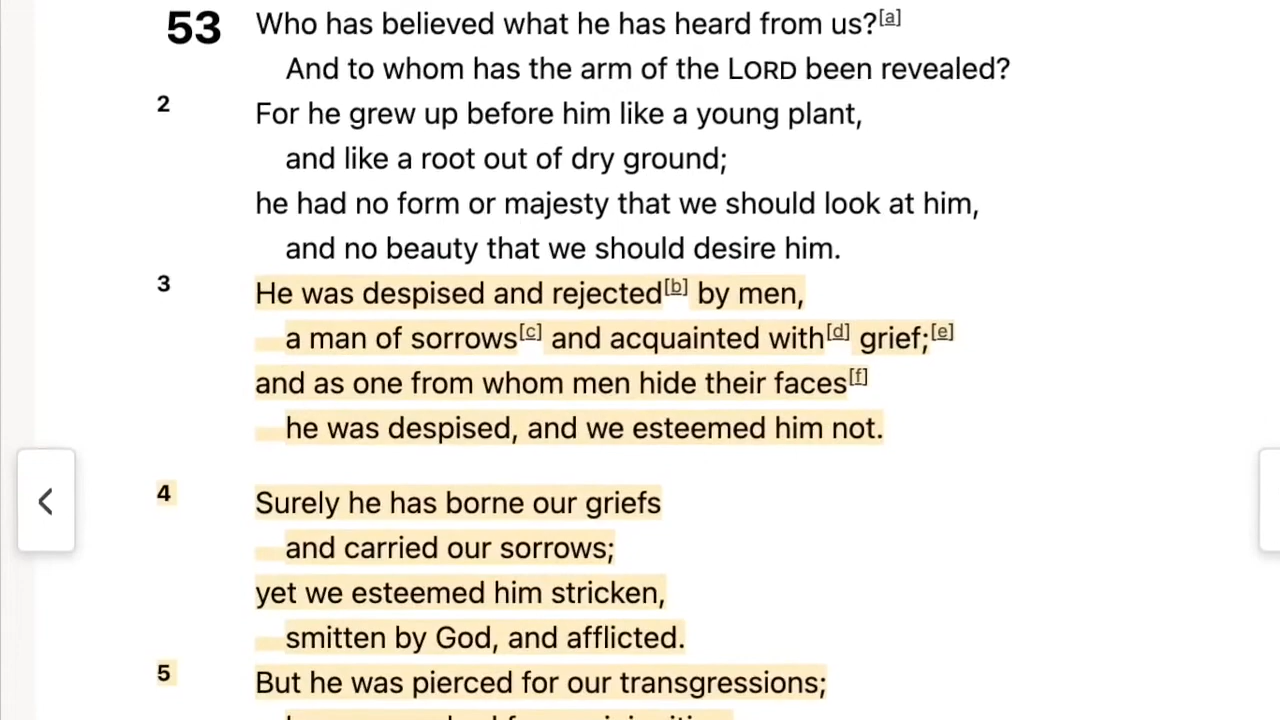 53 Who has believed what he has heard from us?[a]
And to whom has the arm of the LORD been revealed?
2 For he grew up before him like a young plant,
and like a root out of dry ground;
he had no form or majesty that we should look at him,
and no beauty that we should desire him.
3 He was despised and rejected[b] by men,
a man of sorrows[c] and acquainted with[d] grief;[e]
and as one from whom men hide their faces[f]
he was despised, and we esteemed him not.
4 Surely he has borne our griefs
and carried our sorrows;
yet we esteemed him stricken,
smitten by God, and afflicted.
5 But he was pierced for our transgressions;